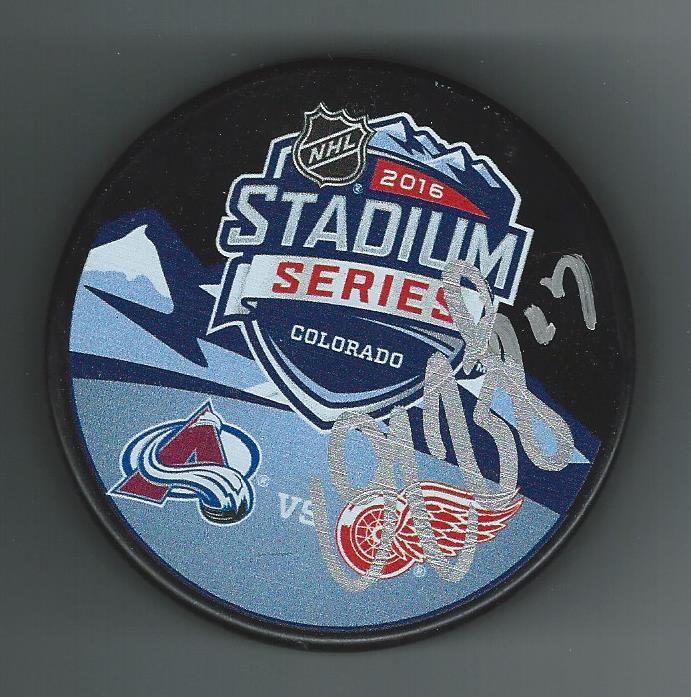 NHL
2016
STADIUM
SERIES
COLORADO
A
VS